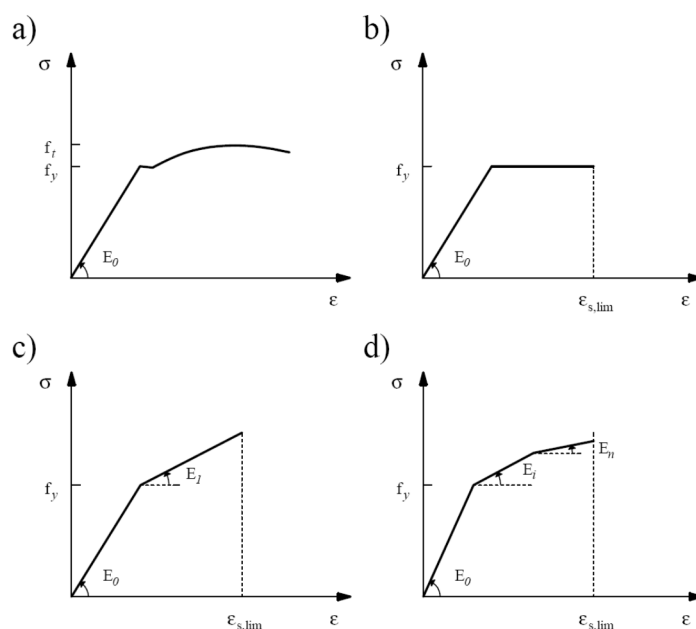 a)
σ
f_t
f_y
E_0
ε
b)
σ
f_y
E_0
ε_s,lim
ε
c)
σ
f_y
E_1
E_0
ε_s,lim
ε
d)
σ
f_y
E_i
E_n
E_0
ε_s,lim
ε